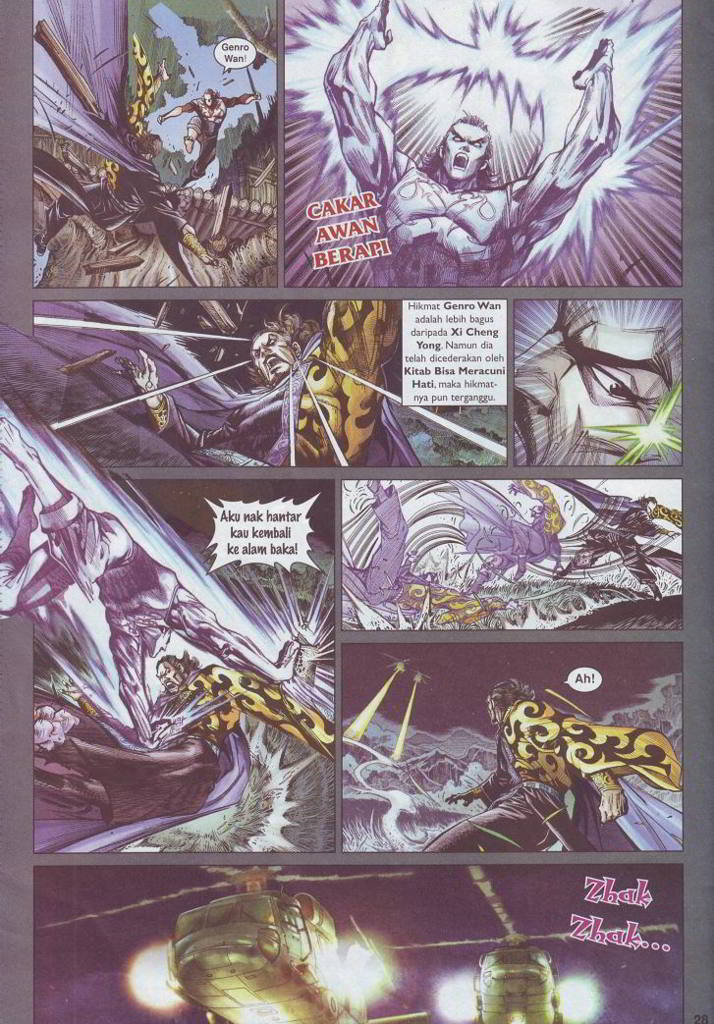 Genro
Wan!
CAKAR
AWAN
BERAPI
Hikmat Genro Wan
adalah lebih bagus
daripada Xi Cheng
Yong. Namun dia
telah dicederakan oleh
Kitab Bisa Meracuni
Hati, maka hikmat-
nya pun terganggu.
Aku nak hantar
kau kembali
ke alam baka!
Ah!
Zhak
Zhak...
28